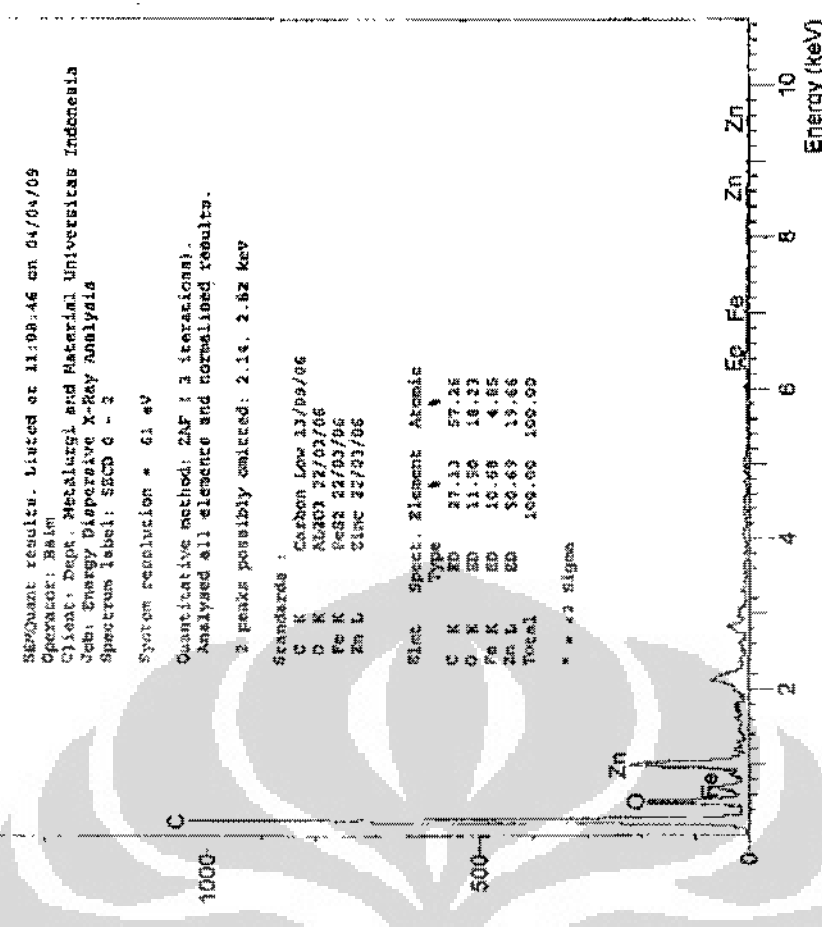 SEMQuant results. Listed at 11:08:46 on 04/04/09
Operator: Haim
Client: Dept. Metalurgi and Material Universitas Indonesia
Job: Energy Dispersive X-Ray Analysis
Spectrum label:
System resolution = 61 eV
Quantitative method: ZAF ( 3 iterations).
Analysed all elements and normalised results.
2 peaks possibly omitted: 2.14, 2.82 keV
Standards :
C K Carbon Low 13/09/06
O K Al2O3 22/03/06
Fe K FeS2 22/03/06
Zn L Zinc 22/03/06
Elmt Spect. Element Atomic
Type % %
C K ED 27.13 57.26
O K ED 11.50 18.23
Fe K ED 10.68 4.85
Zn L ED 50.69 19.66
Total 100.00 100.00
* = <2 Sigma
1000
500
0
C
O
Fe
Zn
Fe
Fe
Zn
Zn
2
4
6
8
10
Energy (keV)